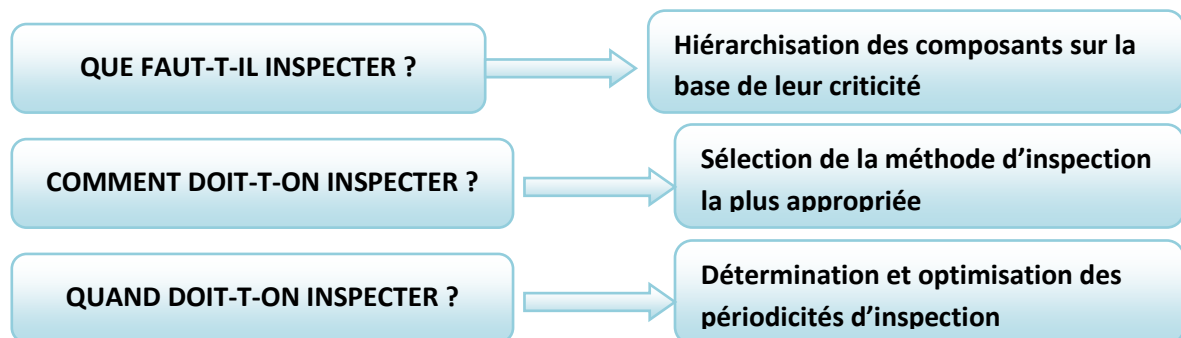 QUE FAUT-T-IL INSPECTER ?
Hiérarchisation des composants sur la
base de leur criticité
COMMENT DOIT-T-ON INSPECTER ?
Sélection de la méthode d’inspection
la plus appropriée
QUAND DOIT-T-ON INSPECTER ?
Détermination et optimisation des
périodicités d’inspection